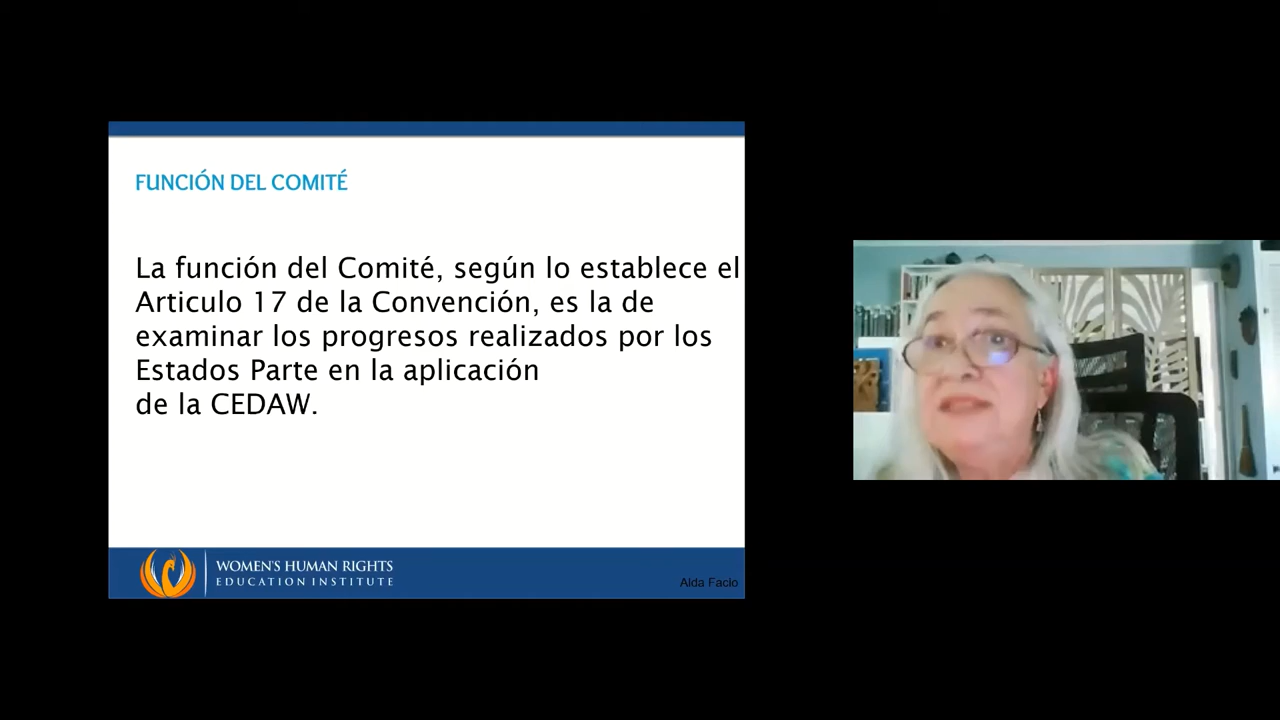 FUNCIÓN DEL COMITÉ
La función del Comité, según lo establece el
Articulo 17 de la Convención, es la de
examinar los progresos realizados por los
Estados Parte en la aplicación
de la CEDAW.
WOMEN'S HUMAN RIGHTS
EDUCATION INSTITUTE
Alda Facio